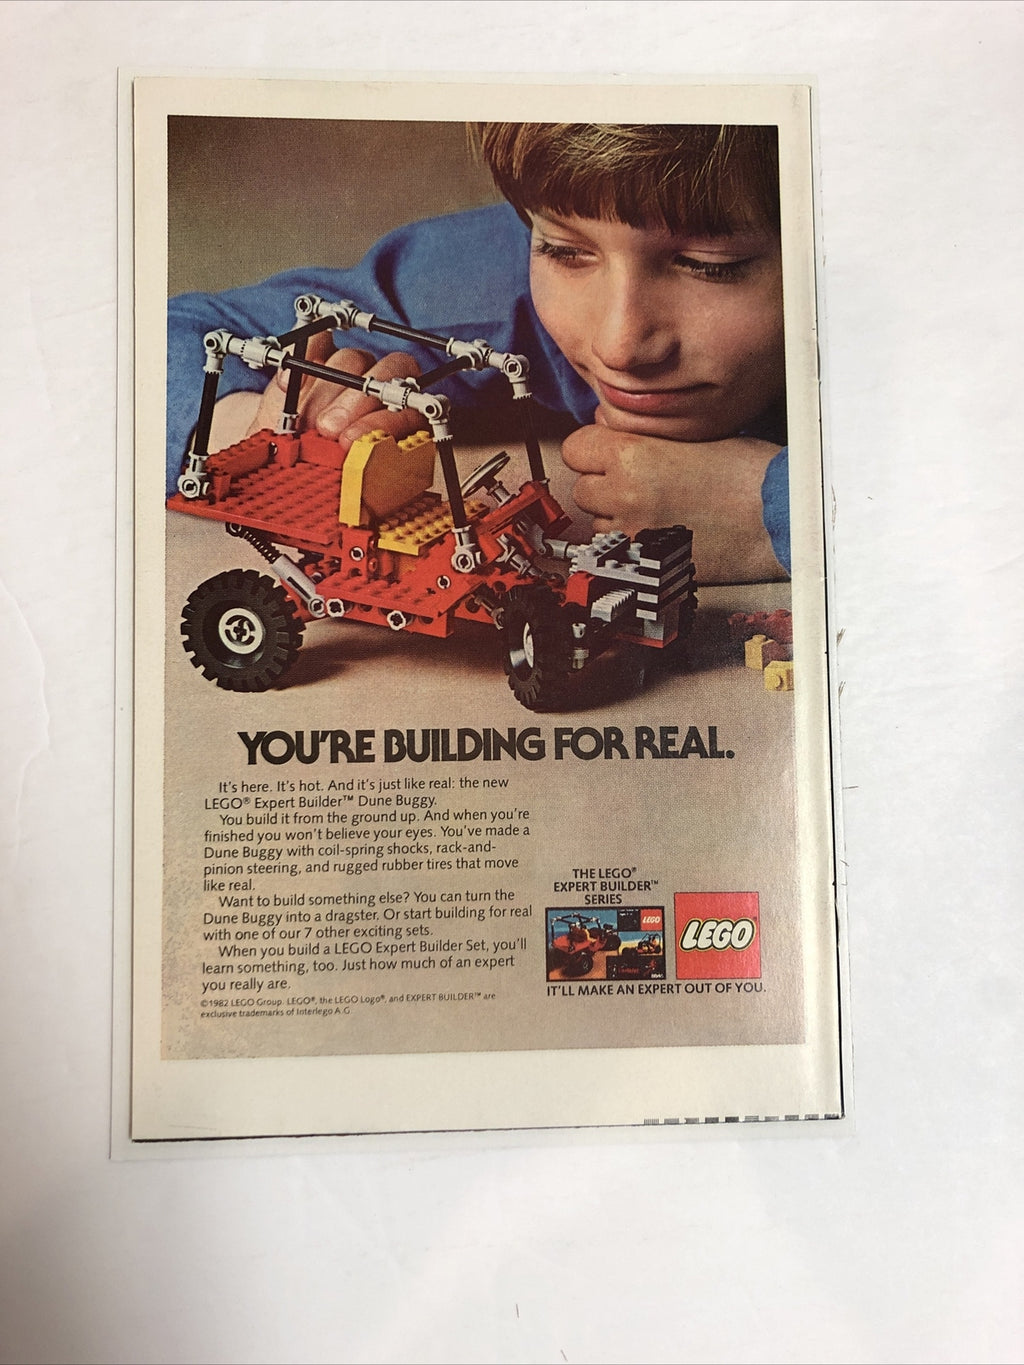 YOU'RE BUILDING FOR REAL.
It's here. It's hot. And it's just like real: the new
LEGO® Expert Builder™ Dune Buggy.
You build it from the ground up. And when you're
finished you won't believe your eyes. You've made a
Dune Buggy with coil-spring shocks, rack-and-
pinion steering, and rugged rubber tires that move
like real.
Want to build something else? You can turn the
Dune Buggy into a dragster. Or start building for real
with one of our 7 other exciting sets.
When you build a LEGO Expert Builder Set, you'll
learn something, too. Just how much of an expert
you really are.
©1982 LEGO Group. LEGO®, the LEGO Logo®, and EXPERT BUILDER™ are
exclusive trademarks of Interlego A.G
THE LEGO®
EXPERT BUILDER™
SERIES
LEGO
LEGO
IT'LL MAKE AN EXPERT OUT OF YOU.